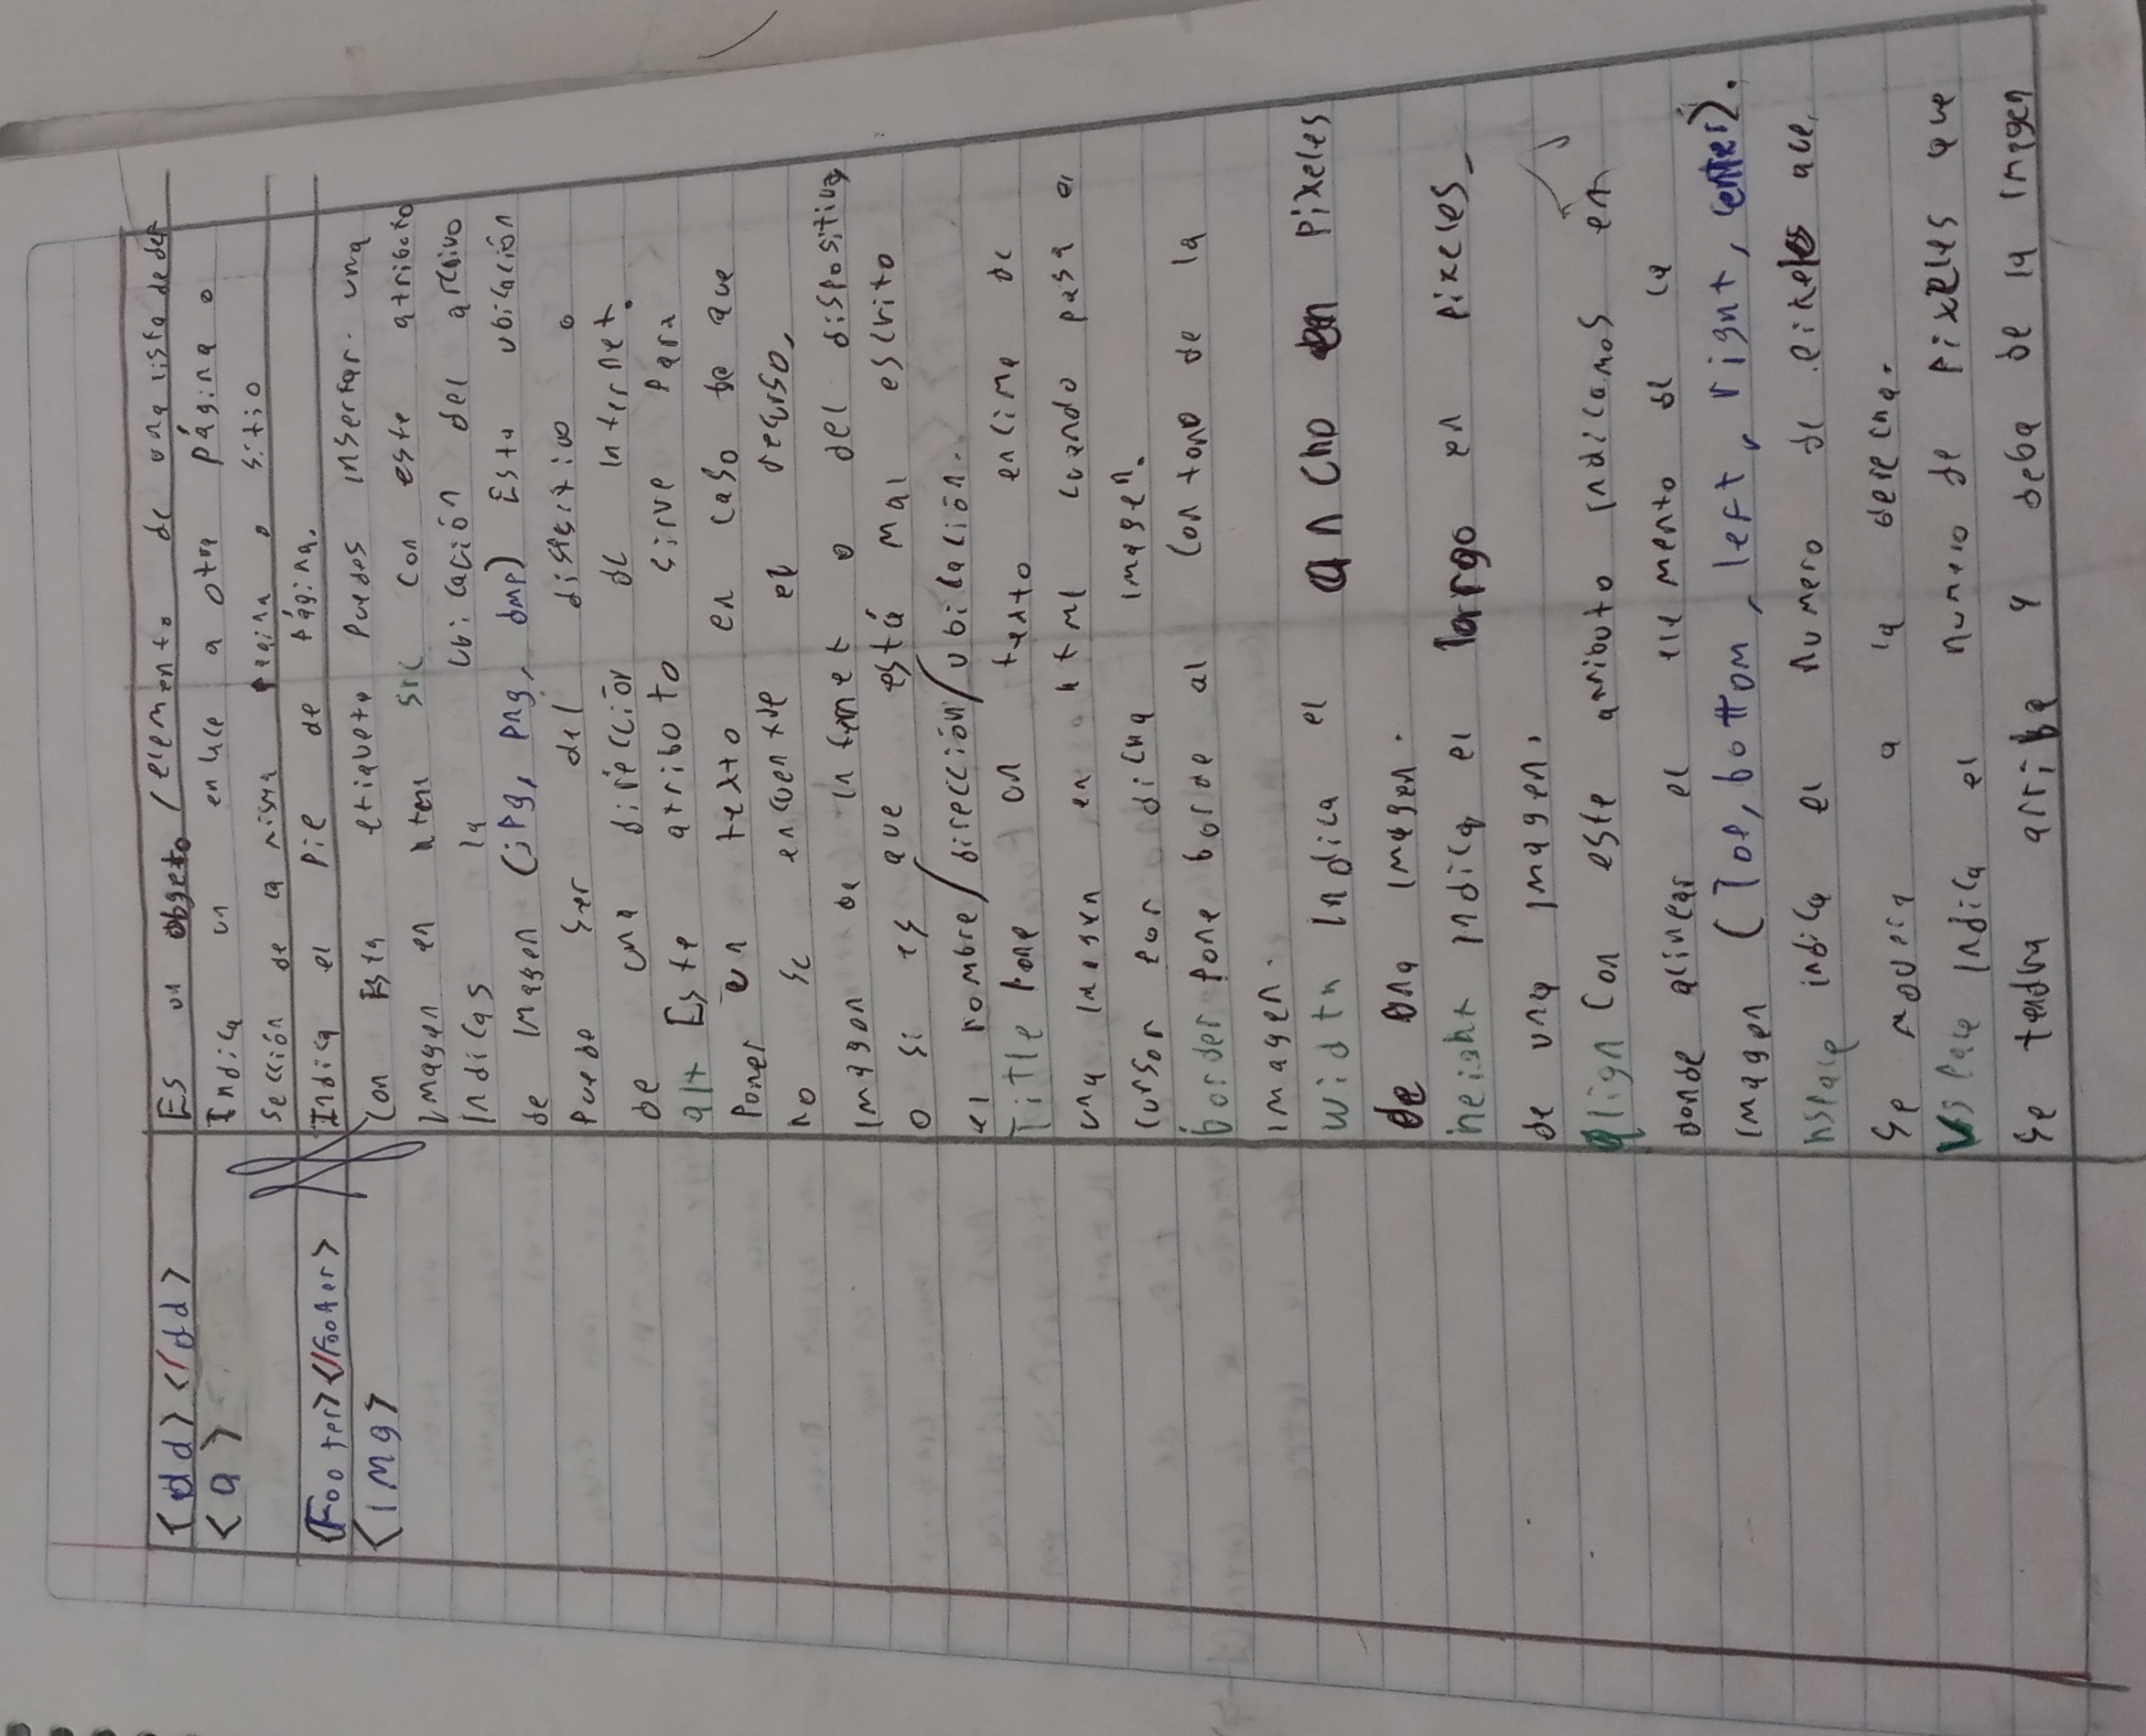 <dd></dd> Es un obgeto/elemento de una lista de def
<a> Indica un enlace a otra página o
sección de la misma pagina o sitio
<Footer></Footer> Indica el pie de página.
<img> Con Esta etiqueta puedes insertar una
imagen en html src con este atributo
indicas la ubicación del archivo
de imagen (jpg, png, bmp) Esta ubicación
puede ser del
de una dirección de internet.
alt Este atributo sirve para
poner un texto en caso de que
no se encuentre el recurso,
imagen de internet o del dispositivo
o si es que está mal escrito
el nombre/dirección/ubicación.
Title pone un texto encima de
una imagen en html cuando pasa el
cursor por dicha imagen.
border pone borde al contorno de la
imagen.
width indica el ancho en pixeles
de una imagen.
height indica el largo en pixeles
de una imagen.
align Con este atributo indicamos en
donde alinear el elemento de la
imagen (Top, bottom, left, right, center).
hspace indica el numero de pixeles que
se movera a la derecha.
Vspace indica el numero de pixeles que
se tendra arriba y deba de la imagen